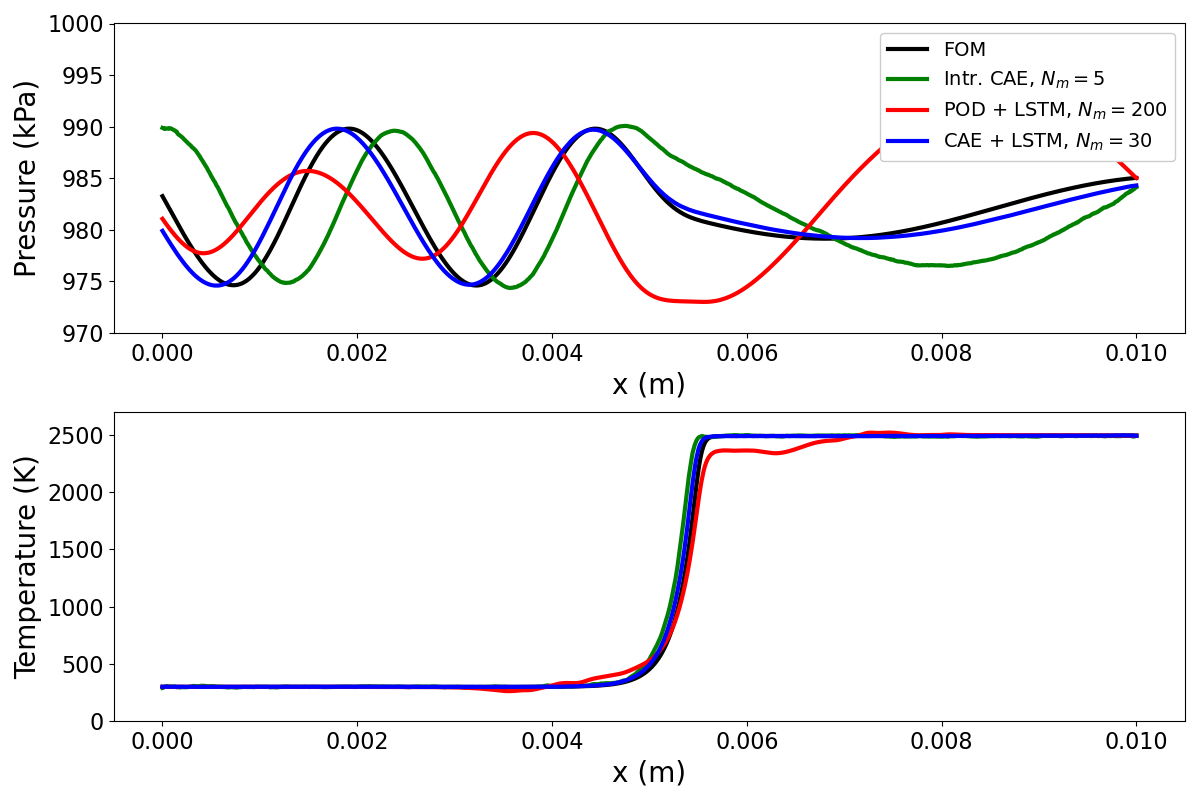 1000
995
990
985
980
975
970
Pressure (kPa)
FOM
Intr. CAE, $N_m = 5$
POD + LSTM, $N_m = 200$
CAE + LSTM, $N_m = 30$
0.000 0.002 0.004 0.006 0.008 0.010
x (m)
2500
2000
1500
1000
500
0
Temperature (K)
0.000 0.002 0.004 0.006 0.008 0.010
x (m)